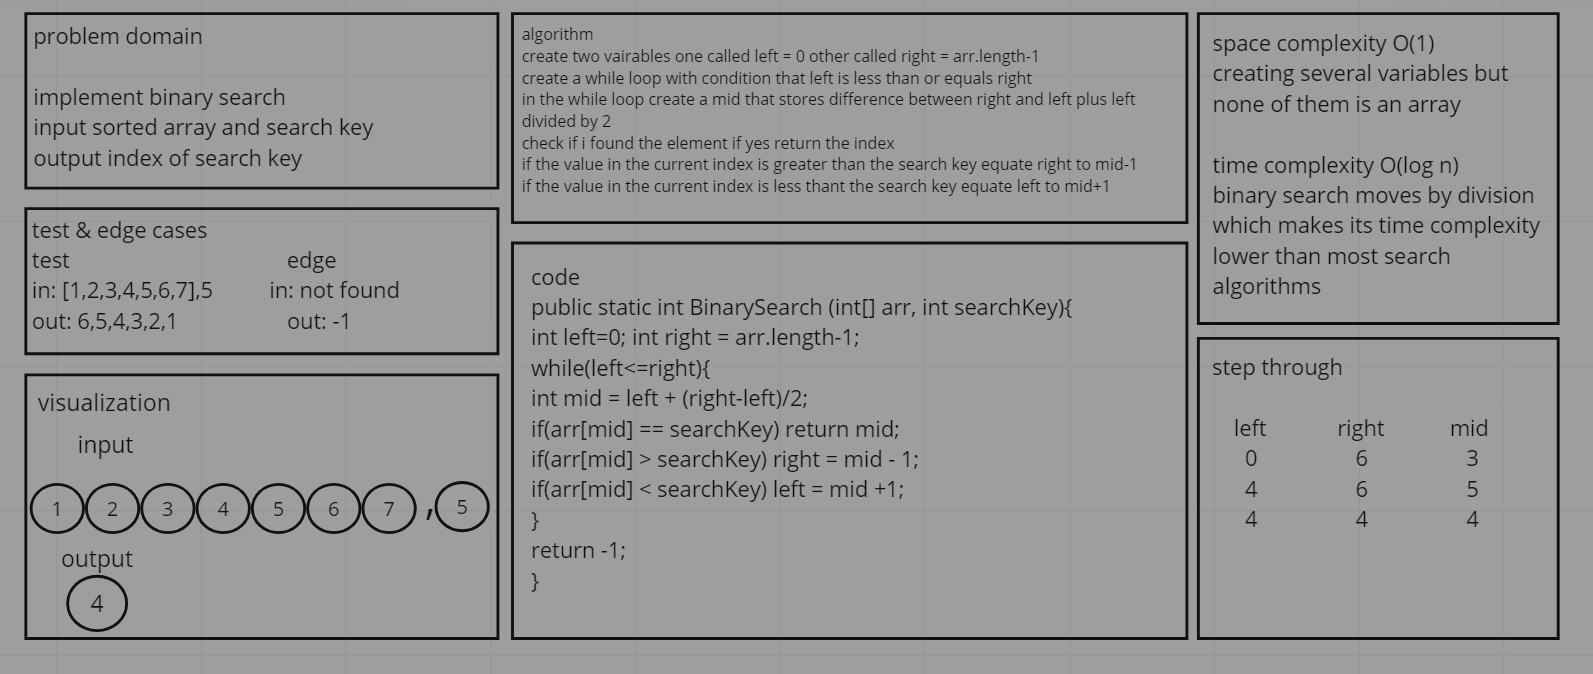 problem domain
implement binary search
input sorted array and search key
output index of search key
test & edge cases
test edge
in: [1,2,3,4,5,6,7],5 in: not found
out: 6,5,4,3,2,1 out: -1
visualization
input
1 2 3 4 5 6 7 , 5
output
4
algorithm
create two vairables one called left = 0 other called right = arr.length-1
create a while loop with condition that left is less than or equals right
in the while loop create a mid that stores difference between right and left plus left
divided by 2
check if i found the element if yes return the index
if the value in the current index is greater than the search key equate right to mid-1
if the value in the current index is less thant the search key equate left to mid+1
code
public static int BinarySearch (int[] arr, int searchKey){
int left=0; int right = arr.length-1;
while(left<=right){
int mid = left + (right-left)/2;
if(arr[mid] == searchKey) return mid;
if(arr[mid] > searchKey) right = mid - 1;
if(arr[mid] < searchKey) left = mid +1;
}
return -1;
}
space complexity O(1)
creating several variables but
none of them is an array
time complexity O(log n)
binary search moves by division
which makes its time complexity
lower than most search
algorithms
step through
left right mid
0 6 3
4 6 5
4 4 4